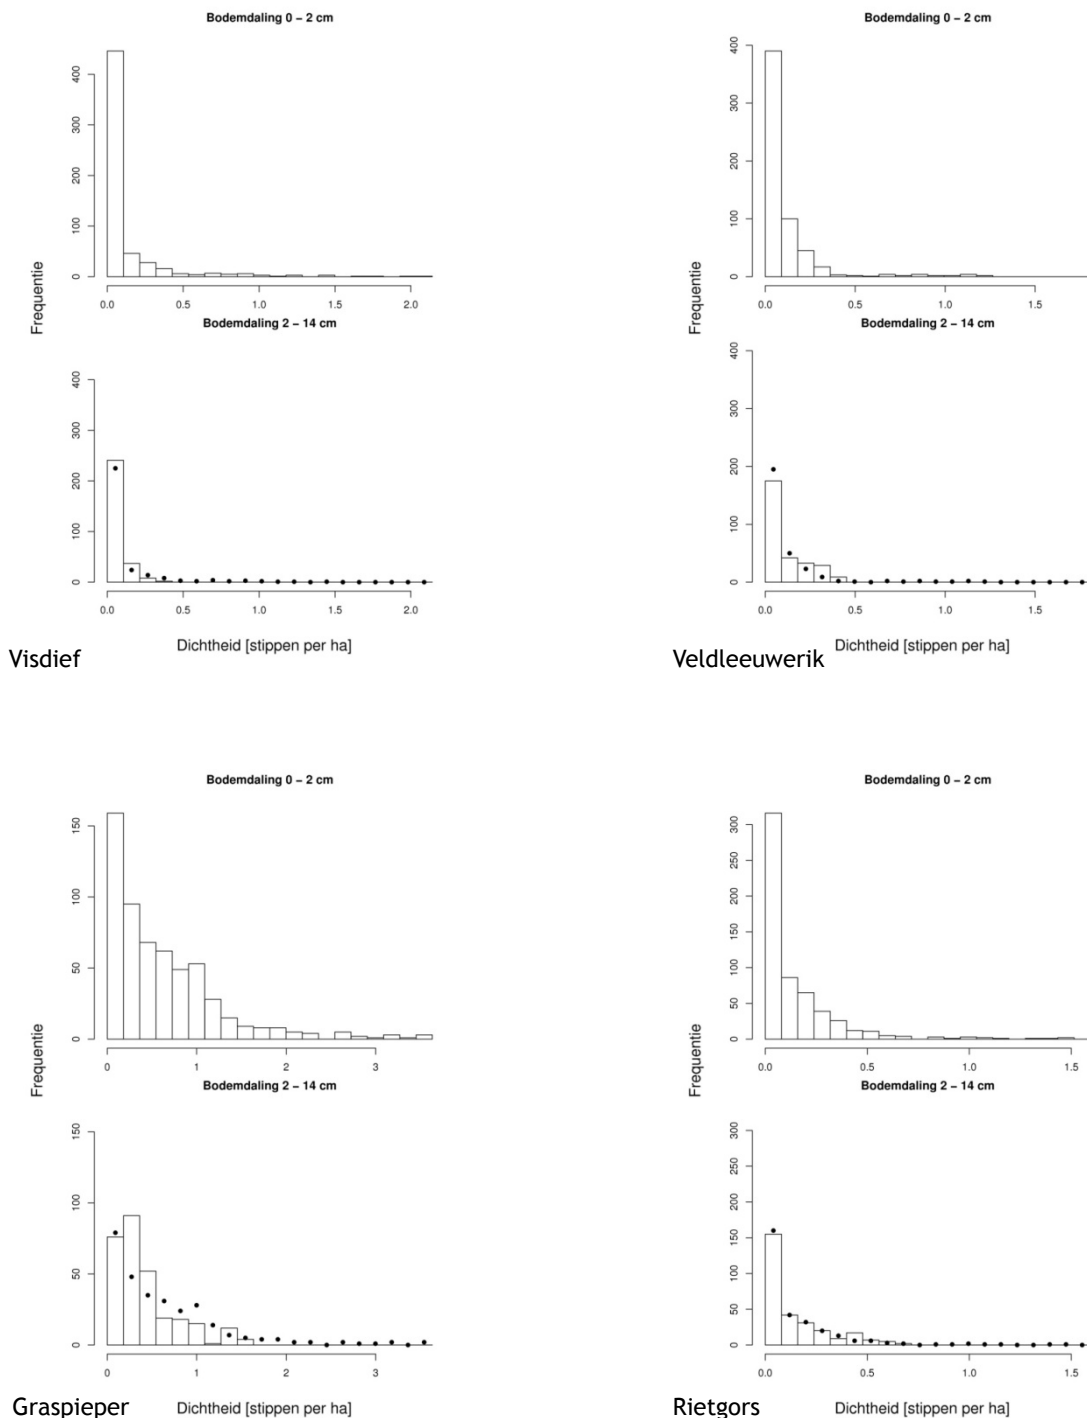 Bodemdaling 0 – 2 cm
400
300
200
100
0
0.0 0.5 1.0 1.5 2.0
Frequentie
Bodemdaling 2 – 14 cm
400
300
200
100
0
0.0 0.5 1.0 1.5 2.0
Dichtheid [stippen per ha]
Visdief
Bodemdaling 0 – 2 cm
400
300
200
100
0
0.0 0.5 1.0 1.5
Frequentie
Bodemdaling 2 – 14 cm
400
300
200
100
0
0.0 0.5 1.0 1.5
Dichtheid [stippen per ha]
Veldleeuwerik
Bodemdaling 0 – 2 cm
150
100
50
0
0 1 2 3
Frequentie
Bodemdaling 2 – 14 cm
150
100
50
0
0 1 2 3
Dichtheid [stippen per ha]
Graspieper
Bodemdaling 0 – 2 cm
300
250
200
150
100
50
0
0.0 0.5 1.0 1.5
Frequentie
Bodemdaling 2 – 14 cm
300
250
200
150
100
50
0
0.0 0.5 1.0 1.5
Dichtheid [stippen per ha]
Rietgors